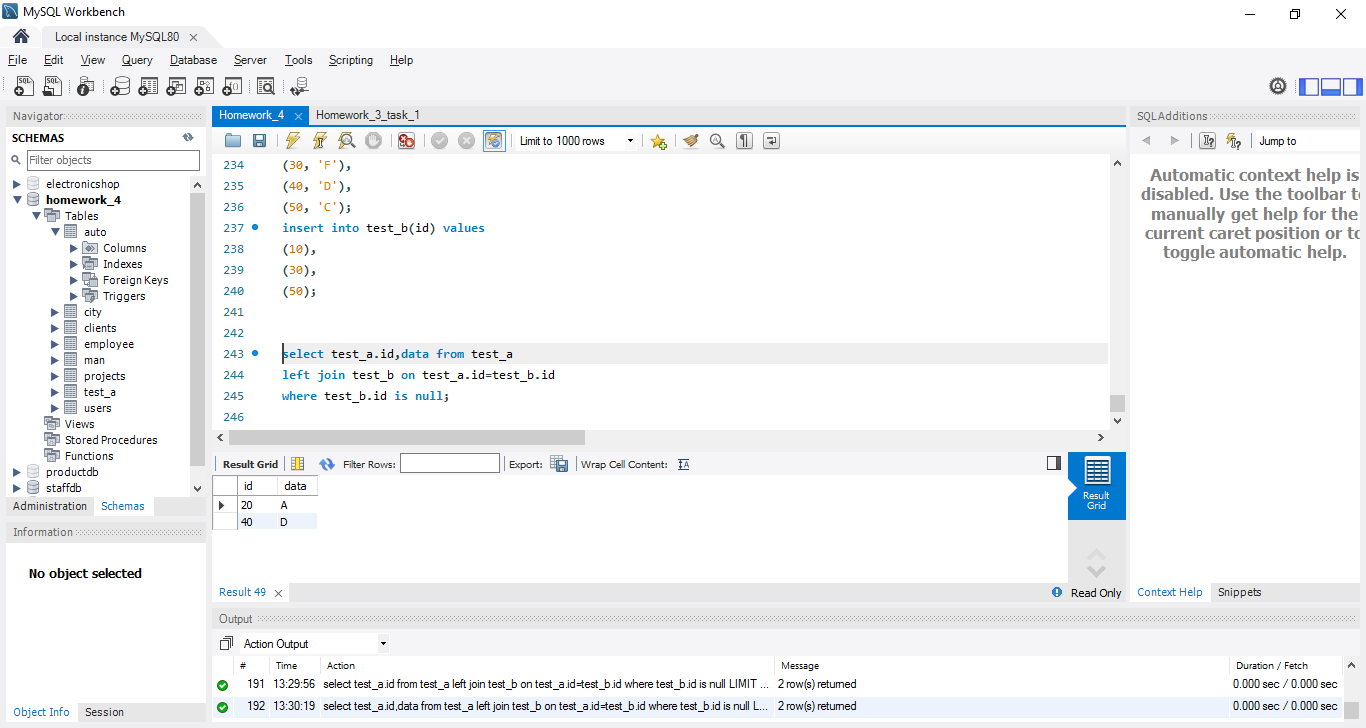 MySQL Workbench
Local instance MySQL80
File Edit View Query Database Server Tools Scripting Help
Navigator
SCHEMAS
Filter objects
electronicshop
homework_4
Tables
auto
Columns
Indexes
Foreign Keys
Triggers
city
clients
employee
man
projects
test_a
users
Views
Stored Procedures
Functions
productdb
staffdb
Administration Schemas
Information
No object selected
Object Info Session
Homework_4 Homework_3_task_1
Limit to 1000 rows
234 (30, 'F'),
235 (40, 'D'),
236 (50, 'C');
237 insert into test_b(id) values
238 (10),
239 (30),
240 (50);
241
242
243 select test_a.id,data from test_a
244 left join test_b on test_a.id=test_b.id
245 where test_b.id is null;
246
Result Grid Filter Rows: Export: Wrap Cell Content:
id data
20 A
40 D
Result
Grid
Result 49 Read Only
SQLAdditions
Jump to
Automatic context help is
disabled. Use the toolbar to
manually get help for the
current caret position or to
toggle automatic help.
Context Help Snippets
Output
Action Output
# Time Action Message Duration / Fetch
191 13:29:56 select test_a.id from test_a left join test_b on test_a.id=test_b.id where test_b.id is null LIMIT ... 2 row(s) returned 0.000 sec / 0.000 sec
192 13:30:19 select test_a.id,data from test_a left join test_b on test_a.id=test_b.id where test_b.id is null L... 2 row(s) returned 0.000 sec / 0.000 sec